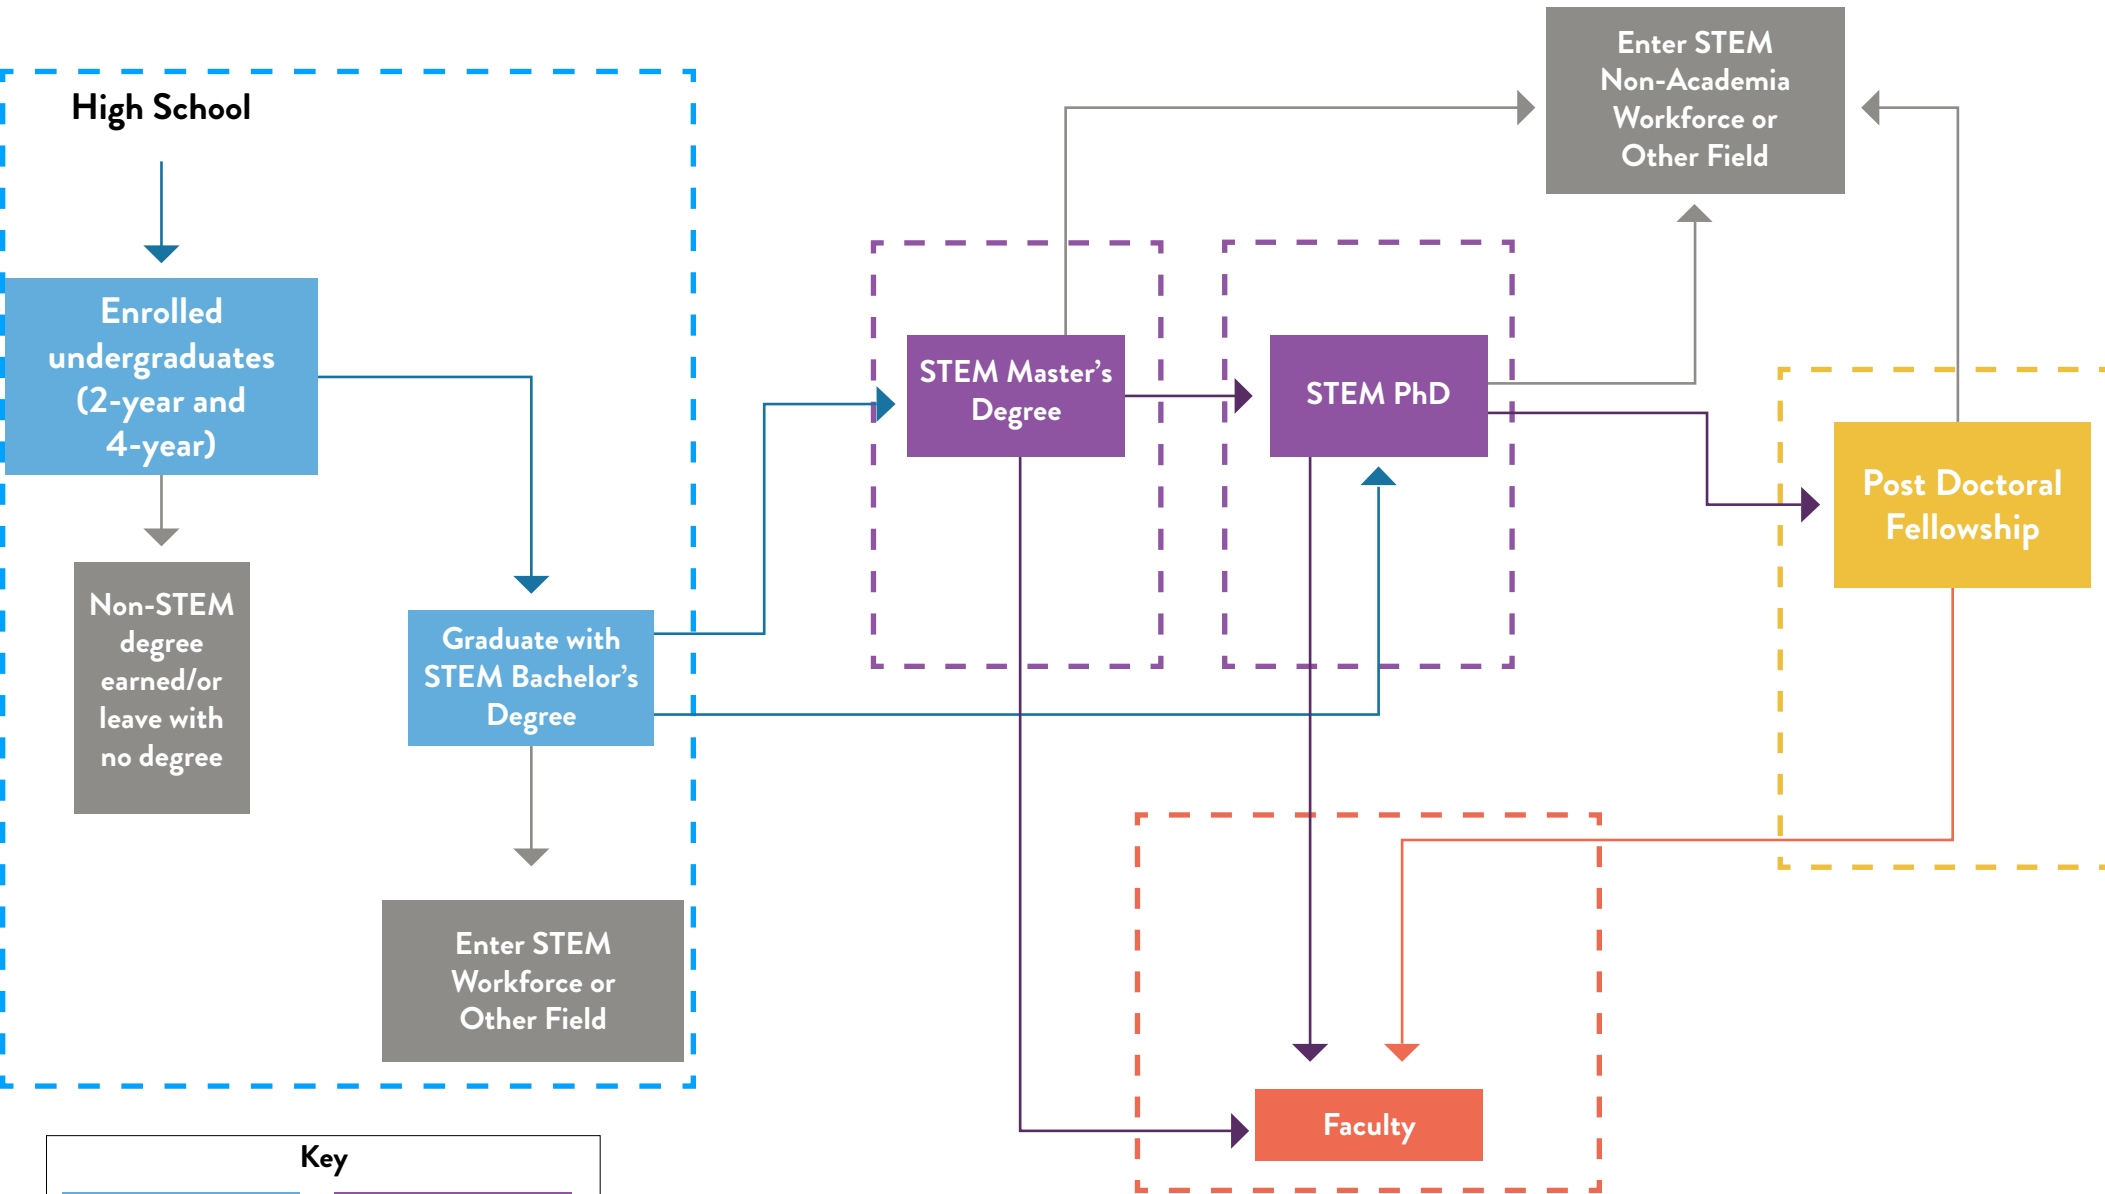 High School
Enrolled
undergraduates
(2-year and
4-year)
Non-STEM
degree
earned/or
leave with
no degree
Graduate with
STEM Bachelor's
Degree
Enter STEM
Workforce or
Other Field
STEM Master's
Degree
STEM PhD
Enter STEM
Non-Academia
Workforce or
Other Field
Post Doctoral
Fellowship
Faculty
Key